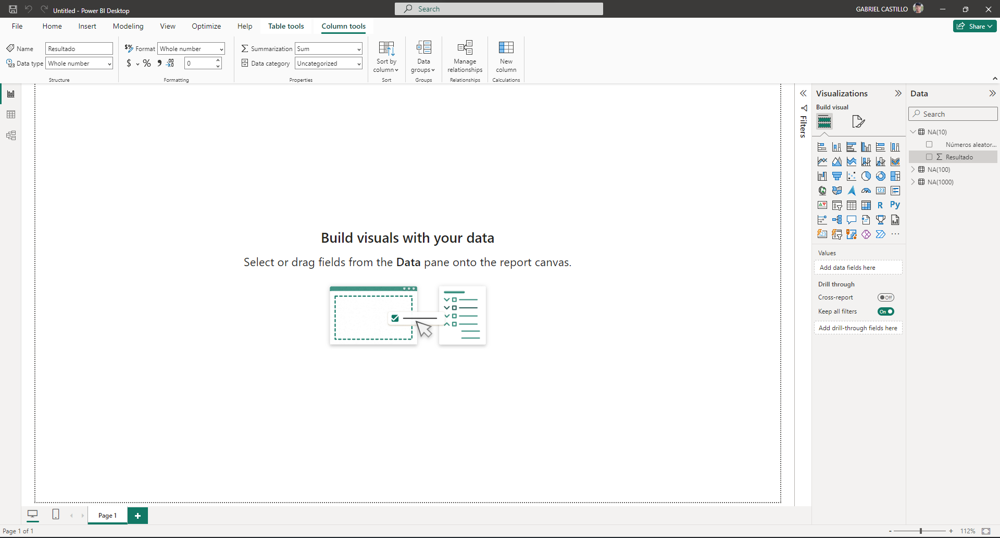 Untitled - Power BI Desktop
Search
GABRIEL CASTILLO
File
Home
Insert
Modeling
View
Optimize
Help
Table tools
Column tools
Share
Name
Resultado
Data type
Whole number
Structure
$% Format
Whole number
$ % 9 .00
0
Formatting
Summarization
Sum
Data category
Uncategorized
Properties
Sort by
column
Sort
Data
groups
Groups
Manage
relationships
Relationships
New
column
Calculations
Build visuals with your data
Select or drag fields from the Data pane onto the report canvas.
Filters
Visualizations
Build visual
123
R
Py
123
...
Values
Add data fields here
Drill through
Cross-report
Off
Keep all filters
On
Add drill-through fields here
Data
Search
NA(10)
Números aleator...
Σ Resultado
NA(100)
NA(1000)
Page 1
+
Page 1 of 1
-
+
112%